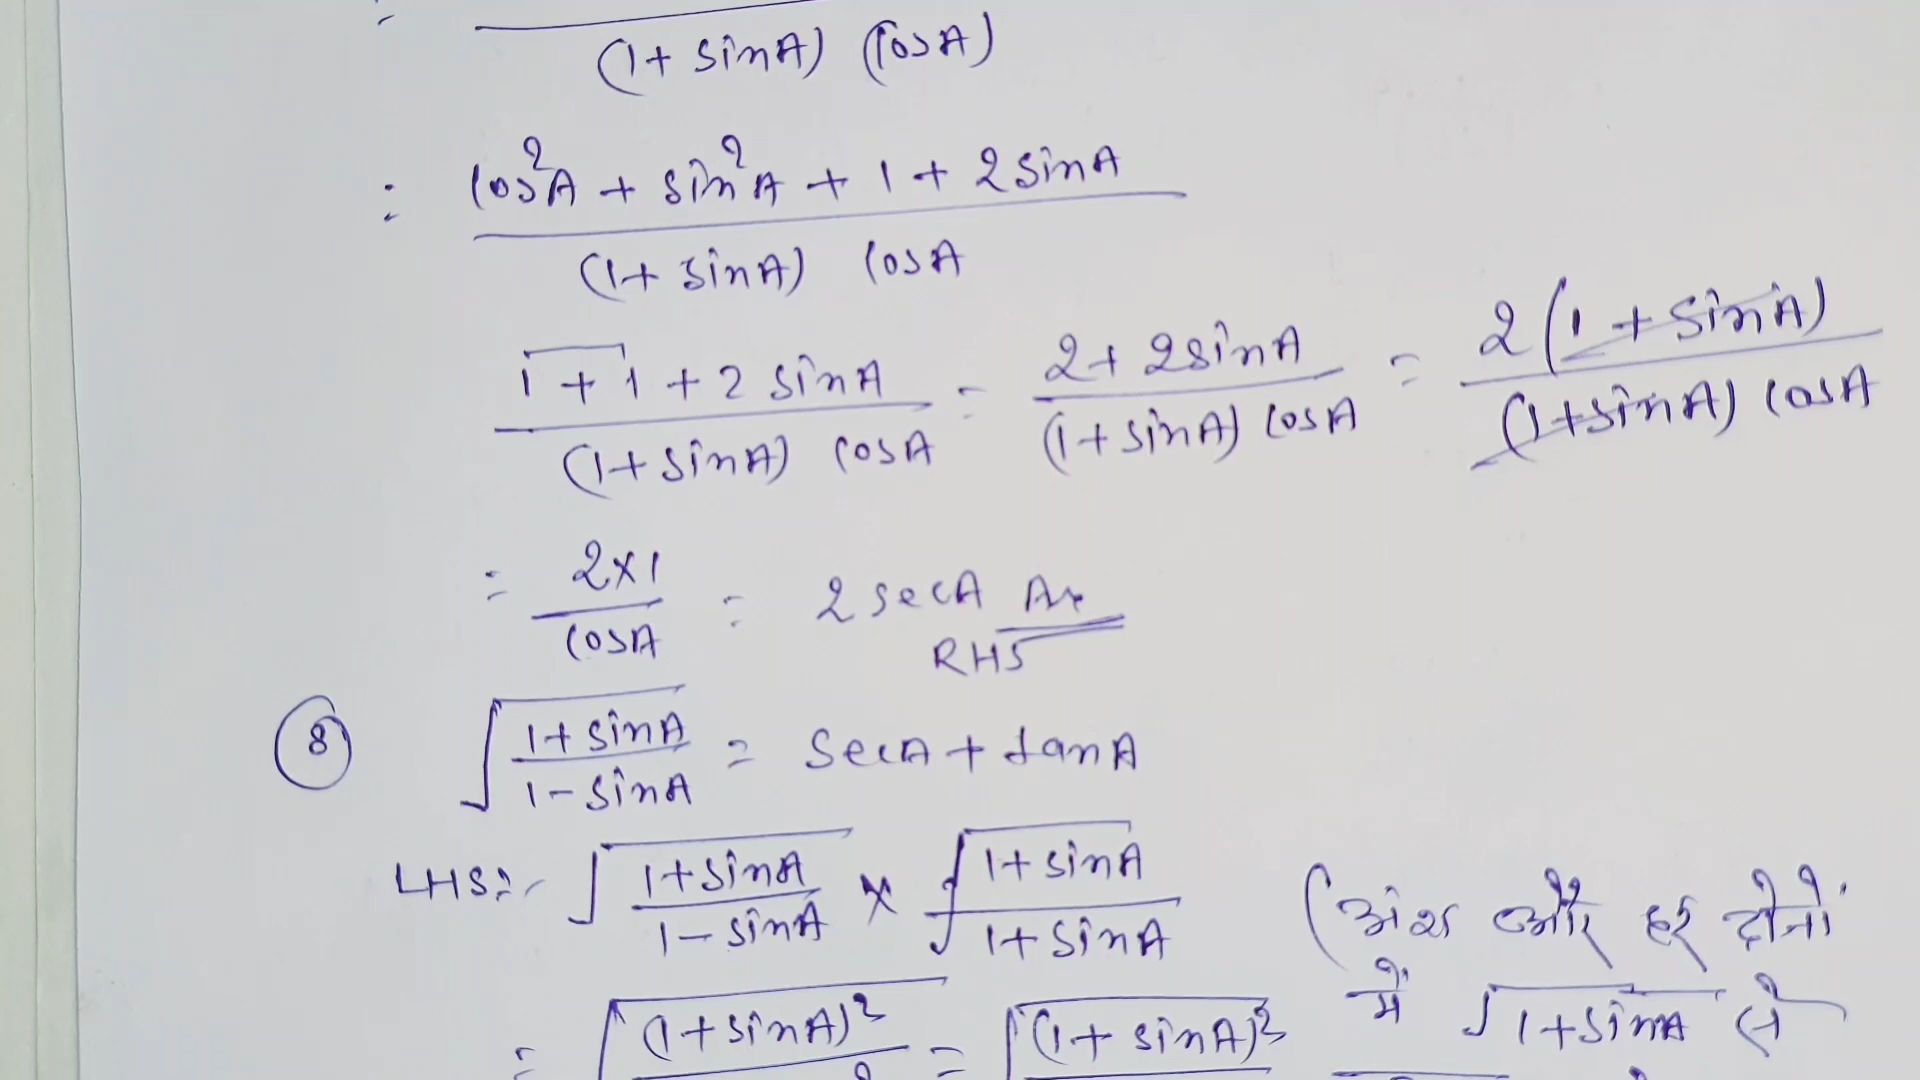 =
(1+ sinA) (cosA)
= cos²A + sin²A + 1 + 2 sinA
(1+ sinA) cosA
1 + 1 + 2 sinA = 2+ 2sinA = 2(1 + sinA)
(1+sinA) cosA (1+sinA) cosA (1+sinA) cosA
= 2×1 = 2 secA
cosA RHS
8 √1+sinA = SecA + tanA
1-sinA
LHS:- √1+sinA × √1+sinA
1-sinA 1+sinA
(अंश और हर दोनों
में √1+sinA से
= √(1+sinA)² = √(1+ sinA)²